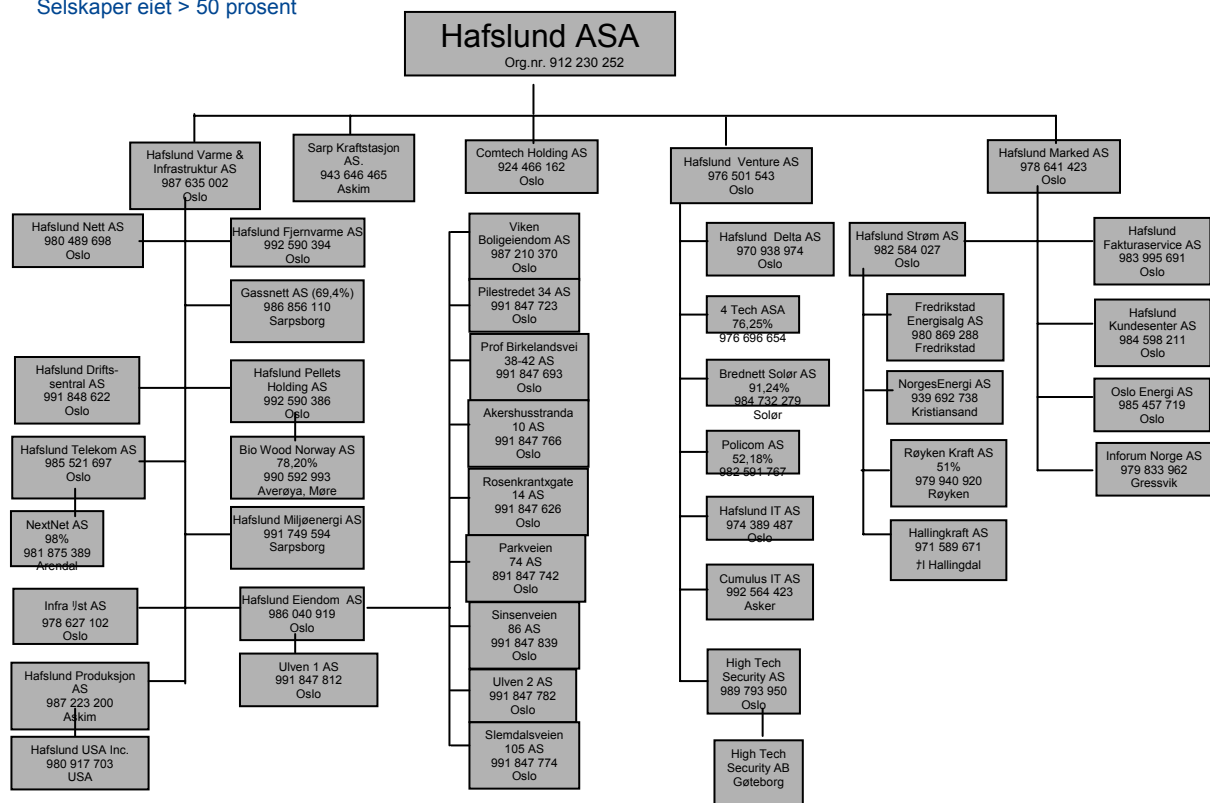 Selskaper eiet > 50 prosent
Hafslund ASA
Org.nr. 912 230 252
Hafslund Varme &
Infrastruktur AS
987 635 002
Oslo
Sarp Kraftstasjon
AS.
943 646 465
Askim
Comtech Holding AS
924 466 162
Oslo
Hafslund Venture AS
976 501 543
Oslo
Hafslund Marked AS
978 641 423
Oslo
Hafslund Nett AS
980 489 698
Oslo
Hafslund Fjernvarme AS
992 590 394
Oslo
Gassnett AS (69,4%)
986 856 110
Sarpsborg
Hafslund Drifts-
sentral AS
991 848 622
Oslo
Hafslund Pellets
Holding AS
992 590 386
Oslo
Hafslund Telekom AS
985 521 697
Oslo
Bio Wood Norway AS
78,20%
990 592 993
Averøya, Møre
NextNet AS
98%
981 875 389
Arendal
Hafslund Miljøenergi AS
991 749 594
Sarpsborg
Infra st AS
978 627 102
Oslo
Hafslund Eiendom AS
986 040 919
Oslo
Ulven 1 AS
991 847 812
Oslo
Hafslund Produksjon
AS
987 223 200
Askim
Hafslund USA Inc.
980 917 703
USA
Viken
Boligeiendom AS
987 210 370
Oslo
Pilestredet 34 AS
991 847 723
Oslo
Prof Birkelandsvei
38-42 AS
991 847 693
Oslo
Akershusstranda
10 AS
991 847 766
Oslo
Rosenkrantxgate
14 AS
991 847 626
Oslo
Parkveien
74 AS
891 847 742
Oslo
Sinsenveien
86 AS
991 847 839
Oslo
Ulven 2 AS
991 847 782
Oslo
Slemdalsveien
105 AS
991 847 774
Oslo
Hafslund Delta AS
970 938 974
Oslo
4 Tech ASA
76,25%
976 696 654
Brednett Solør AS
91,24%
984 732 279
Solør
Policom AS
52,18%
982 591 767
Hafslund IT AS
974 389 487
Oslo
Cumulus IT AS
992 564 423
Asker
High Tech
Security AS
989 793 950
Oslo
High Tech
Security AB
Gøteborg
Hafslund Strøm AS
982 584 027
Oslo
Fredrikstad
Energisalg AS
980 869 288
Fredrikstad
NorgesEnergi AS
939 692 738
Kristiansand
Røyken Kraft AS
51%
979 940 920
Røyken
Hallingkraft AS
971 589 671
Hallingdal
Hafslund
Fakturaservice AS
983 995 691
Oslo
Hafslund
Kundesenter AS
984 598 211
Oslo
Oslo Energi AS
985 457 719
Oslo
Inforum Norge AS
979 833 962
Gressvik